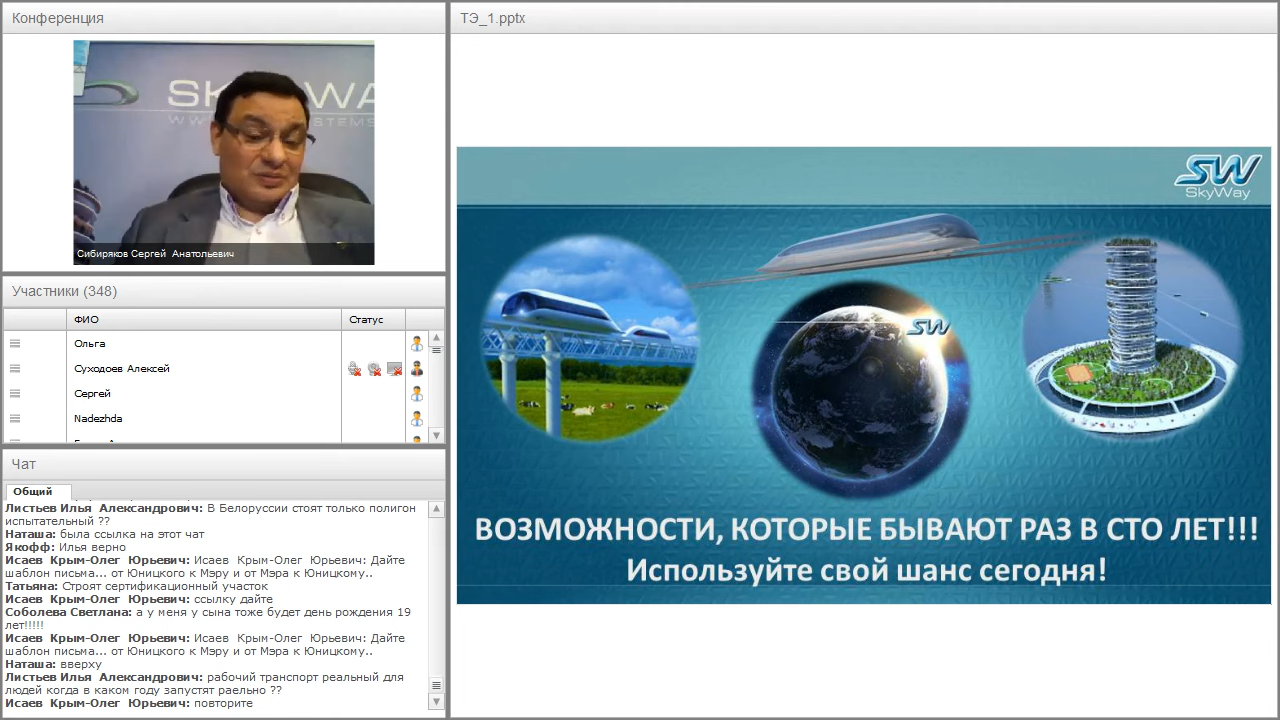 Конференция
SK WA
Сибиряков Сергей Анатольевич
Участники (348)
ФИО Статус
Ольга
Суходоев Алексей
Сергей
Nadezhda
Чат
Общий
Листьев Илья Александрович: В Белоруссии стоят только полигон
испытательный ??
Наташа: была ссылка на этот чат
Якофф: Илья верно
Исаев Крым-Олег Юрьевич: Исаев Крым-Олег Юрьевич: Дайте
шаблон письма... от Юницкого к Мэру и от Мэра к Юницкому..
Татьяна: Строят сертификационный участок
Исаев Крым-Олег Юрьевич: ссылку дайте
Соболева Светлана: а у меня у сына тоже будет день рождения 19
лет!!!!!
Исаев Крым-Олег Юрьевич: Исаев Крым-Олег Юрьевич: Дайте
шаблон письма... от Юницкого к Мэру и от Мэра к Юницкому..
Наташа: вверху
Листьев Илья Александрович: рабочий транспорт реальный для
людей когда в каком году запустят раельно ??
Исаев Крым-Олег Юрьевич: повторите
ТЭ_1.pptx
SW
SkyWay
SW
ВОЗМОЖНОСТИ, КОТОРЫЕ БЫВАЮТ РАЗ В СТО ЛЕТ!!!
Используйте свой шанс сегодня!